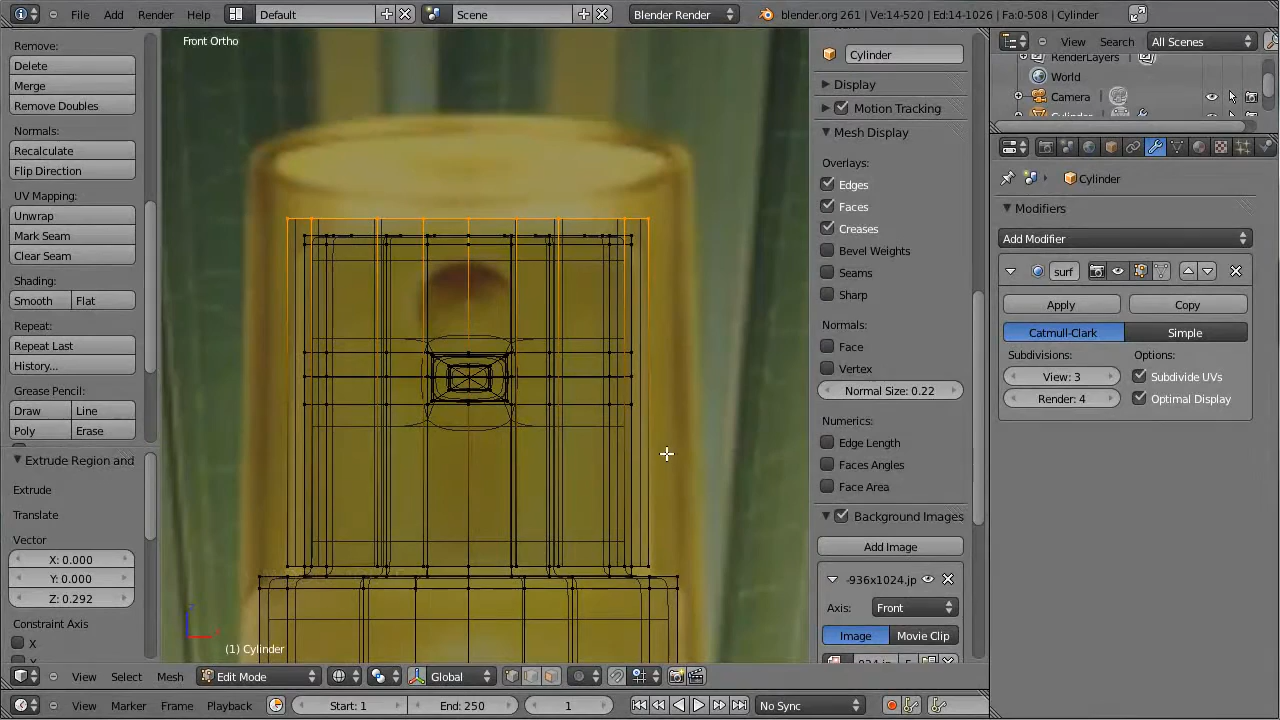 Add Render Help Default Scene Blender Render blender.org 261 | Ve:14-520 | Ed:14-1026 | Fa:0-508 | Cylinder
Remove:
Delete
Merge
Remove Doubles
Normals:
Recalculate
Flip Direction
UV Mapping:
Unwrap
Mark Seam
Clear Seam
Shading:
Smooth Flat
Repeat:
Repeat Last
History...
Grease Pencil:
Draw Line
Poly Erase
Extrude Region and
Extrude
Translate
Vector
X: 0.000
Y: 0.000
Z: 0.292
Constraint Axis
X
Front Ortho
(1) Cylinder
Cylinder
Display
Motion Tracking
Mesh Display
Overlays:
Edges
Faces
Creases
Bevel Weights
Seams
Sharp
Normals:
Face
Vertex
Normal Size: 0.22
Numerics:
Edge Length
Faces Angles
Face Area
Background Images
Add Image
-936x1024.jp
Axis: Front
Image Movie Clip
View Search All Scenes
RenderLayers
World
Camera
Cylinder
Modifiers
Add Modifier
surf
Apply Copy
Catmull-Clark Simple
Subdivisions: Options:
View: 3 Subdivide UVs
Render: 4 Optimal Display
View Select Mesh Edit Mode Global
View Marker Frame Playback Start: 1 End: 250 1 No Sync